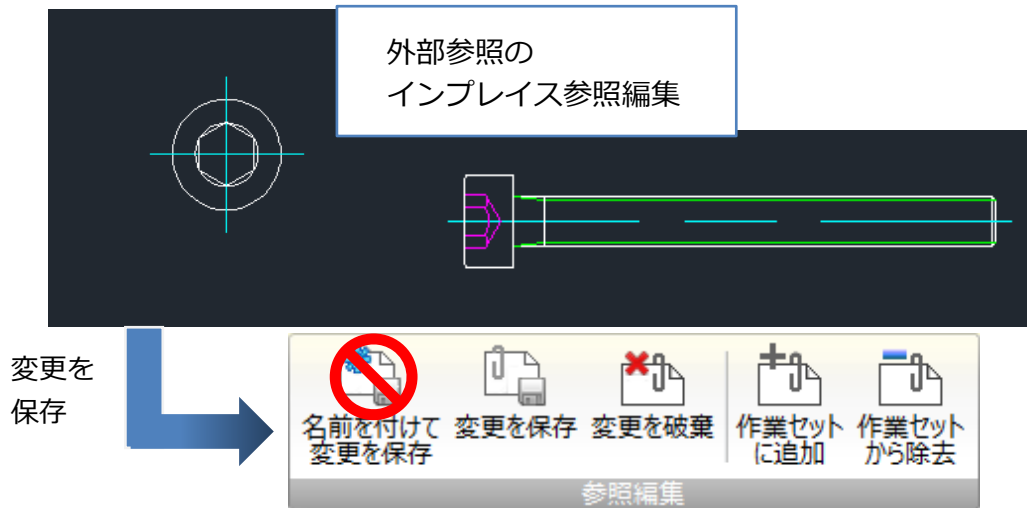 外部参照の
インプレイス参照編集
変更を
保存
名前を付けて
変更を保存
変更を保存
変更を破棄
作業セット
に追加
作業セット
から除去
参照編集